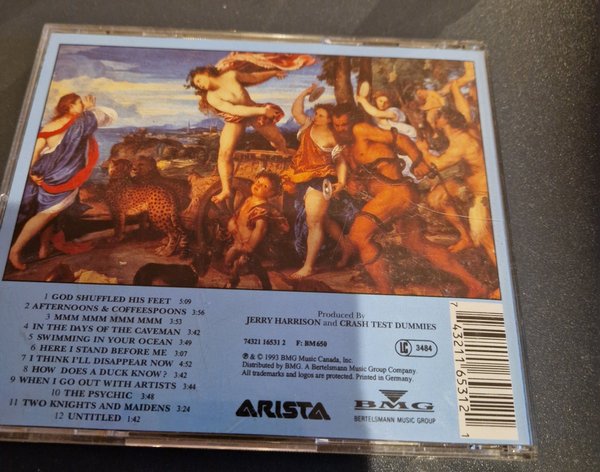 1 GOD SHUFFLED HIS FEET 5:09
2 AFTERNOONS & COFFEESPOONS 3:56
3 MMM MMM MMM MMM 3:53
4 IN THE DAYS OF THE CAVEMAN 3:42
5 SWIMMING IN YOUR OCEAN 3:49
6 HERE I STAND BEFORE ME 3:07
7 I THINK I'LL DISAPPEAR NOW 4:52
8 HOW DOES A DUCK KNOW? 3:42
9 WHEN I GO OUT WITH ARTISTS 3:44
10 THE PSYCHIC 3:48
11 TWO KNIGHTS AND MAIDENS 3:24
12 UNTITLED 1:42
Produced By
JERRY HARRISON and CRASH TEST DUMMIES
74321 16531 2 F: BM 650
℗ & © 1993 BMG Music Canada, Inc.
Distributed by BMG. A Bertelsmann Music Group Company.
All trademarks and logos are protected. Printed in Germany.
LC 3484
ARISTA
BMG
BERTELSMANN MUSIC GROUP
7 43211 65312 1